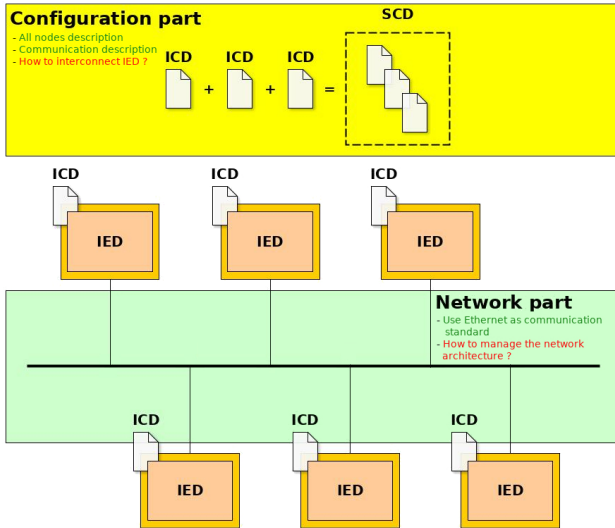 Configuration part
- All nodes description
- Communication description
- How to interconnect IED ?
SCD
ICD ICD ICD
+ + =
ICD ICD ICD
IED IED IED
Network part
- Use Ethernet as communication
standard
- How to manage the network
architecture ?
ICD ICD ICD
IED IED IED